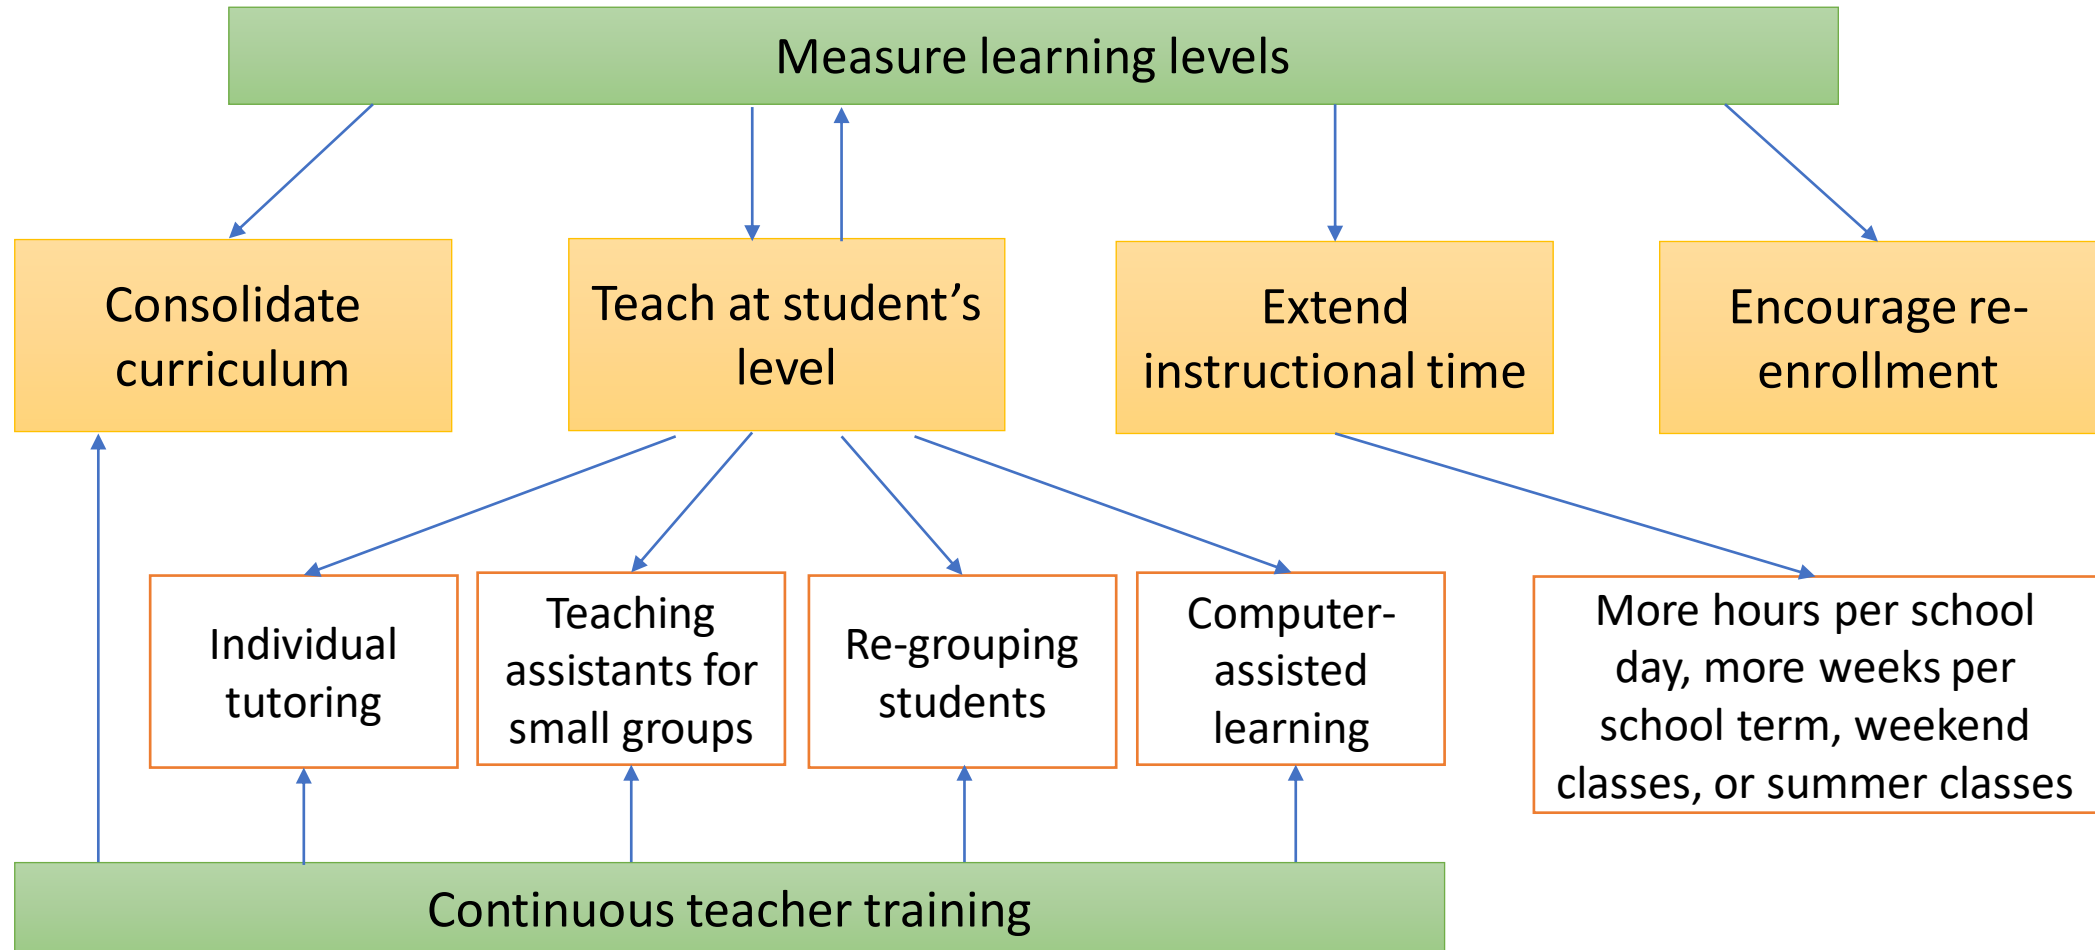 Measure learning levels
Consolidate
curriculum
Teach at student’s
level
Extend
instructional time
Encourage re-
enrollment
Individual
tutoring
Teaching
assistants for
small groups
Re-grouping
students
Computer-
assisted
learning
More hours per school
day, more weeks per
school term, weekend
classes, or summer classes
Continuous teacher training